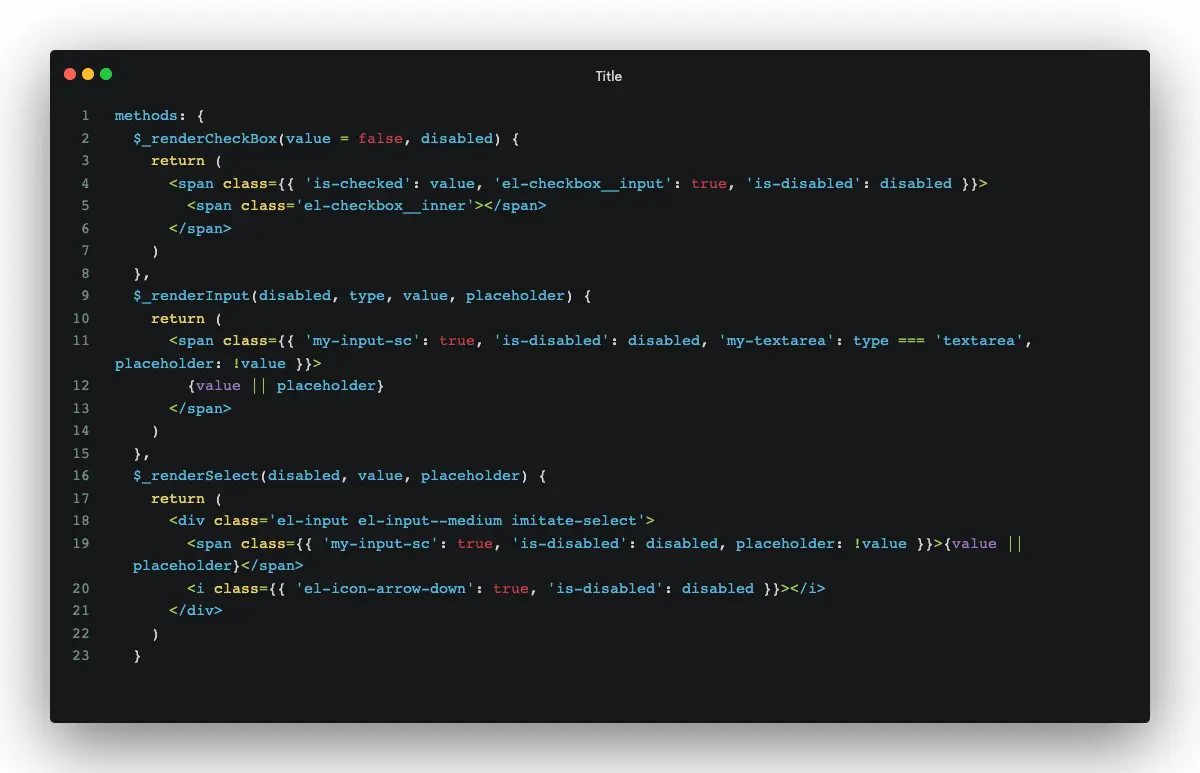 Title
1 methods: {
2   $_renderCheckBox(value = false, disabled) {
3     return (
4       <span class={{ 'is-checked': value, 'el-checkbox__input': true, 'is-disabled': disabled }}>
5         <span class='el-checkbox__inner'></span>
6       </span>
7     )
8   },
9   $_renderInput(disabled, type, value, placeholder) {
10     return (
11       <span class={{ 'my-input-sc': true, 'is-disabled': disabled, 'my-textarea': type === 'textarea',
placeholder: !value }}>
12         {value || placeholder}
13       </span>
14     )
15   },
16   $_renderSelect(disabled, value, placeholder) {
17     return (
18       <div class='el-input el-input--medium imitate-select'>
19         <span class={{ 'my-input-sc': true, 'is-disabled': disabled, placeholder: !value }}>{value ||
placeholder}</span>
20         <i class={{ 'el-icon-arrow-down': true, 'is-disabled': disabled }}></i>
21       </div>
22     )
23   }